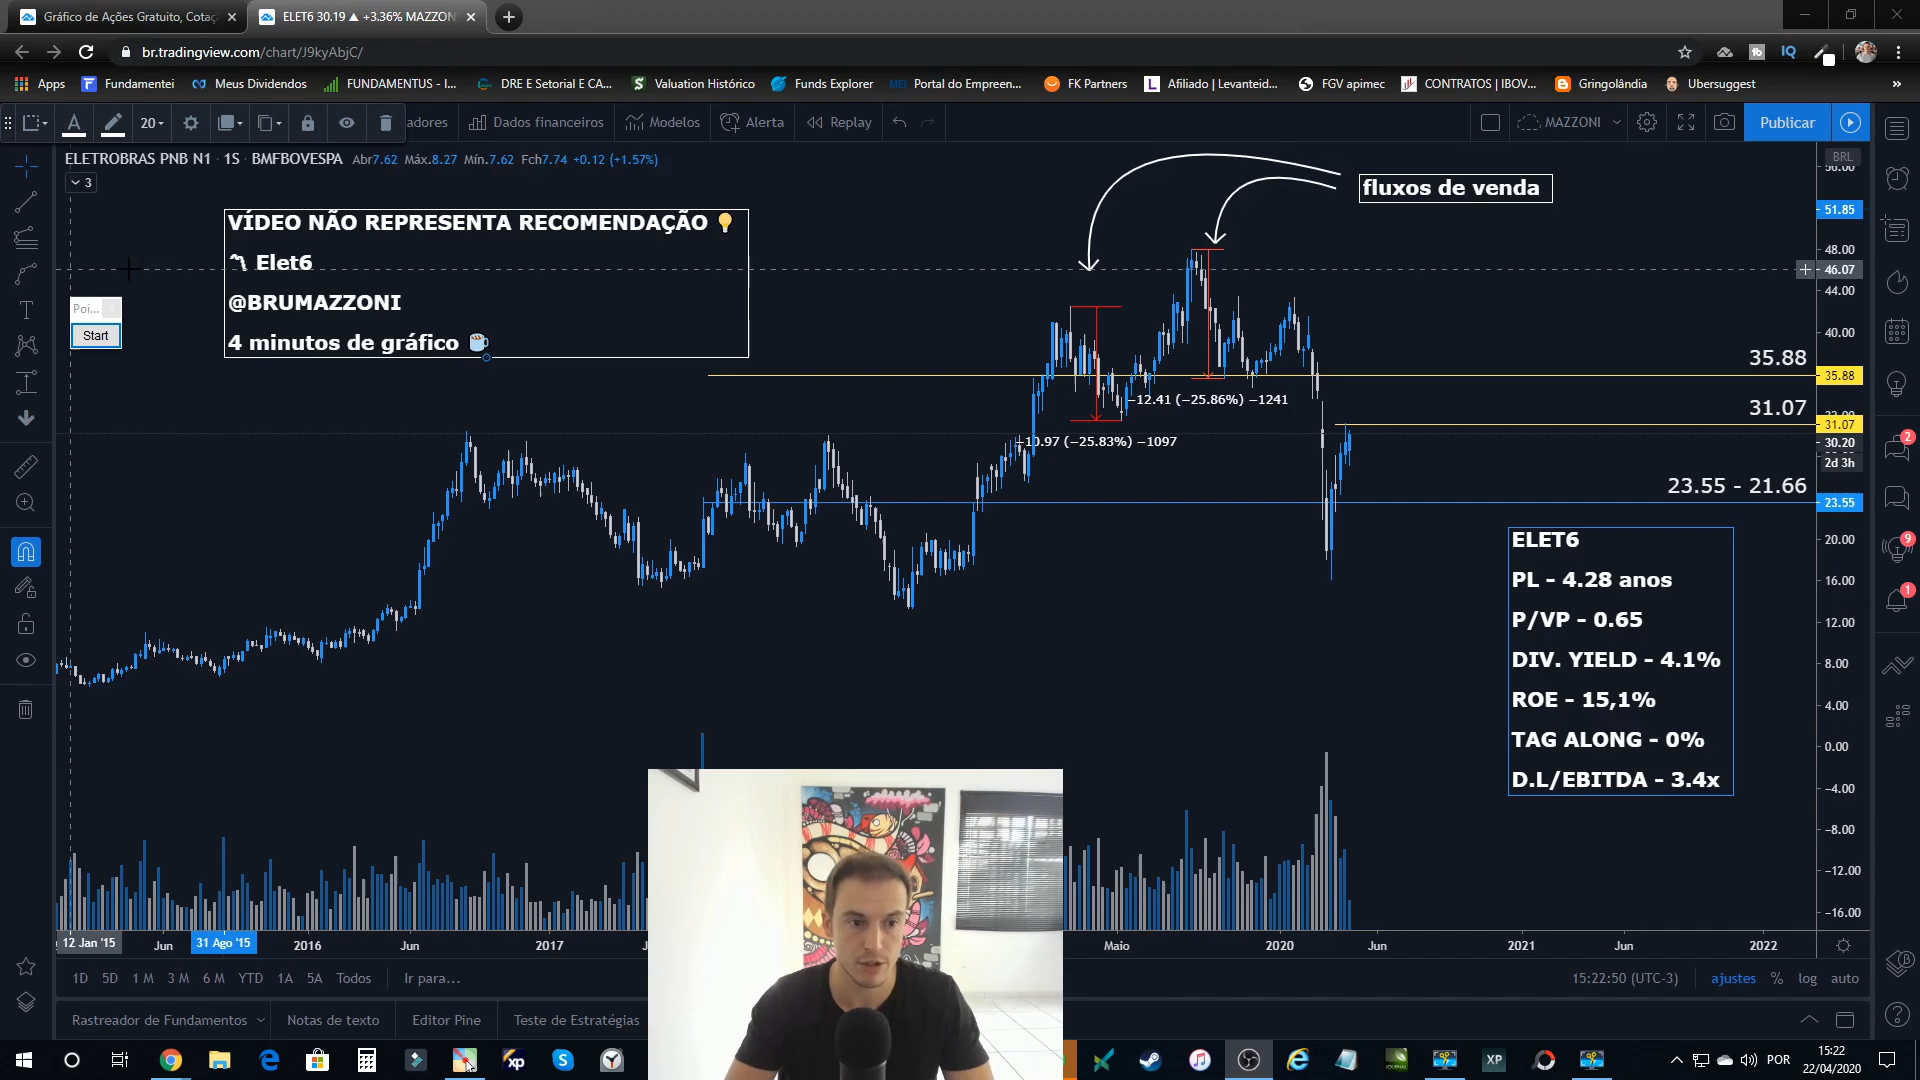 Gráfico de Ações Gratuito, Cotaç
ELET6 30.19 ▲ +3.36% MAZZON
br.tradingview.com/chart/J9kyAbjC/
Apps
Fundamentei
Meus Dividendos
FUNDAMENTUS - I...
DRE E Setorial E CA...
Valuation Histórico
Funds Explorer
Portal do Empreen...
FK Partners
Afiliado | Levanteid...
FGV apimec
CONTRATOS | IBOV...
Gringolândia
Ubersuggest
20
adores
Dados financeiros
Modelos
Alerta
Replay
MAZZONI
Publicar
ELETROBRAS PNB N1 · 1S · BMFBOVESPA Abr7.62 Máx.8.27 Mín.7.62 Fch7.74 +0.12 (+1.57%)
3
BRL
fluxos de venda
VÍDEO NÃO REPRESENTA RECOMENDAÇÃO 💡
Elet6
@BRUMAZZONI
4 minutos de gráfico ☕
Poi...
Start
51.85
48.00
46.07
44.00
40.00
35.88
35.88
31.07
31.07
30.20
2d 3h
23.55 - 21.66
23.55
20.00
16.00
12.00
8.00
4.00
0.00
−4.00
−8.00
−12.00
−16.00
−12.41 (−25.86%) −1241
−10.97 (−25.83%) −1097
ELET6
PL - 4.28 anos
P/VP - 0.65
DIV. YIELD - 4.1%
ROE - 15,1%
TAG ALONG - 0%
D.L/EBITDA - 3.4x
12 Jan '15
Jun
31 Ago '15
2016
Jun
2017
Maio
2020
Jun
2021
Jun
2022
1D 5D 1 M 3 M 6 M YTD 1A 5A Todos
Ir para...
15:22:50 (UTC-3)
ajustes
%
log
auto
Rastreador de Fundamentos
Notas de texto
Editor Pine
Teste de Estratégias
2
9
1
xp
XP
POR
15:22
22/04/2020